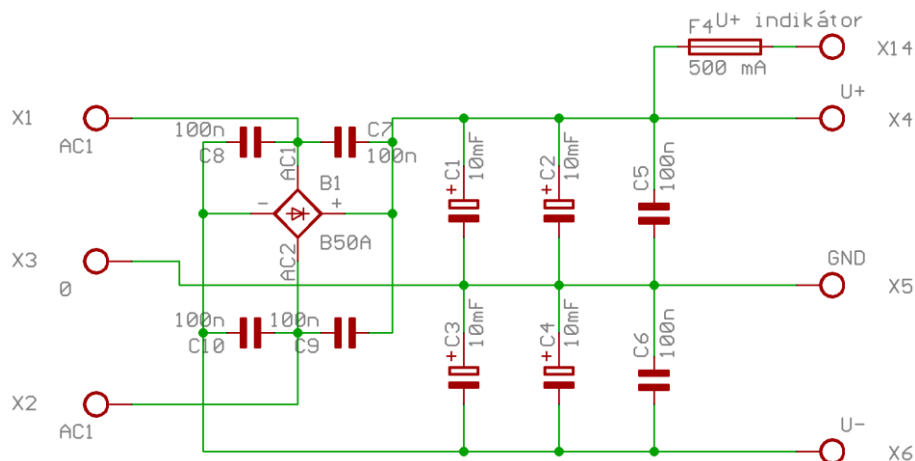 U+ indikátor
F4
X14
500 mA
U+
X1
X4
100n
C7
AC1
C8
100n
AC1
B1
C1
10mF
C2
10mF
C5
100n
-
+
+
+
B50A
AC2
X3
GND
0
X5
100n
100n
C10
C9
C3
10mF
C4
10mF
C6
100n
+
+
X2
AC1
U-
X6